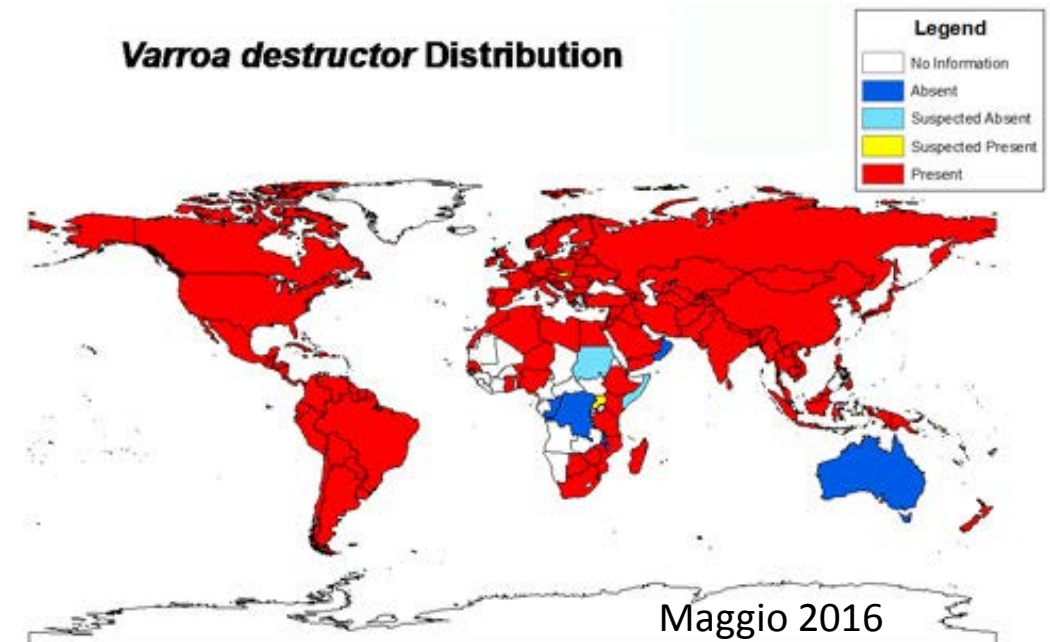 Varroa destructor Distribution
Legend
No Information
Absent
Suspected Absent
Suspected Present
Present
Maggio 2016